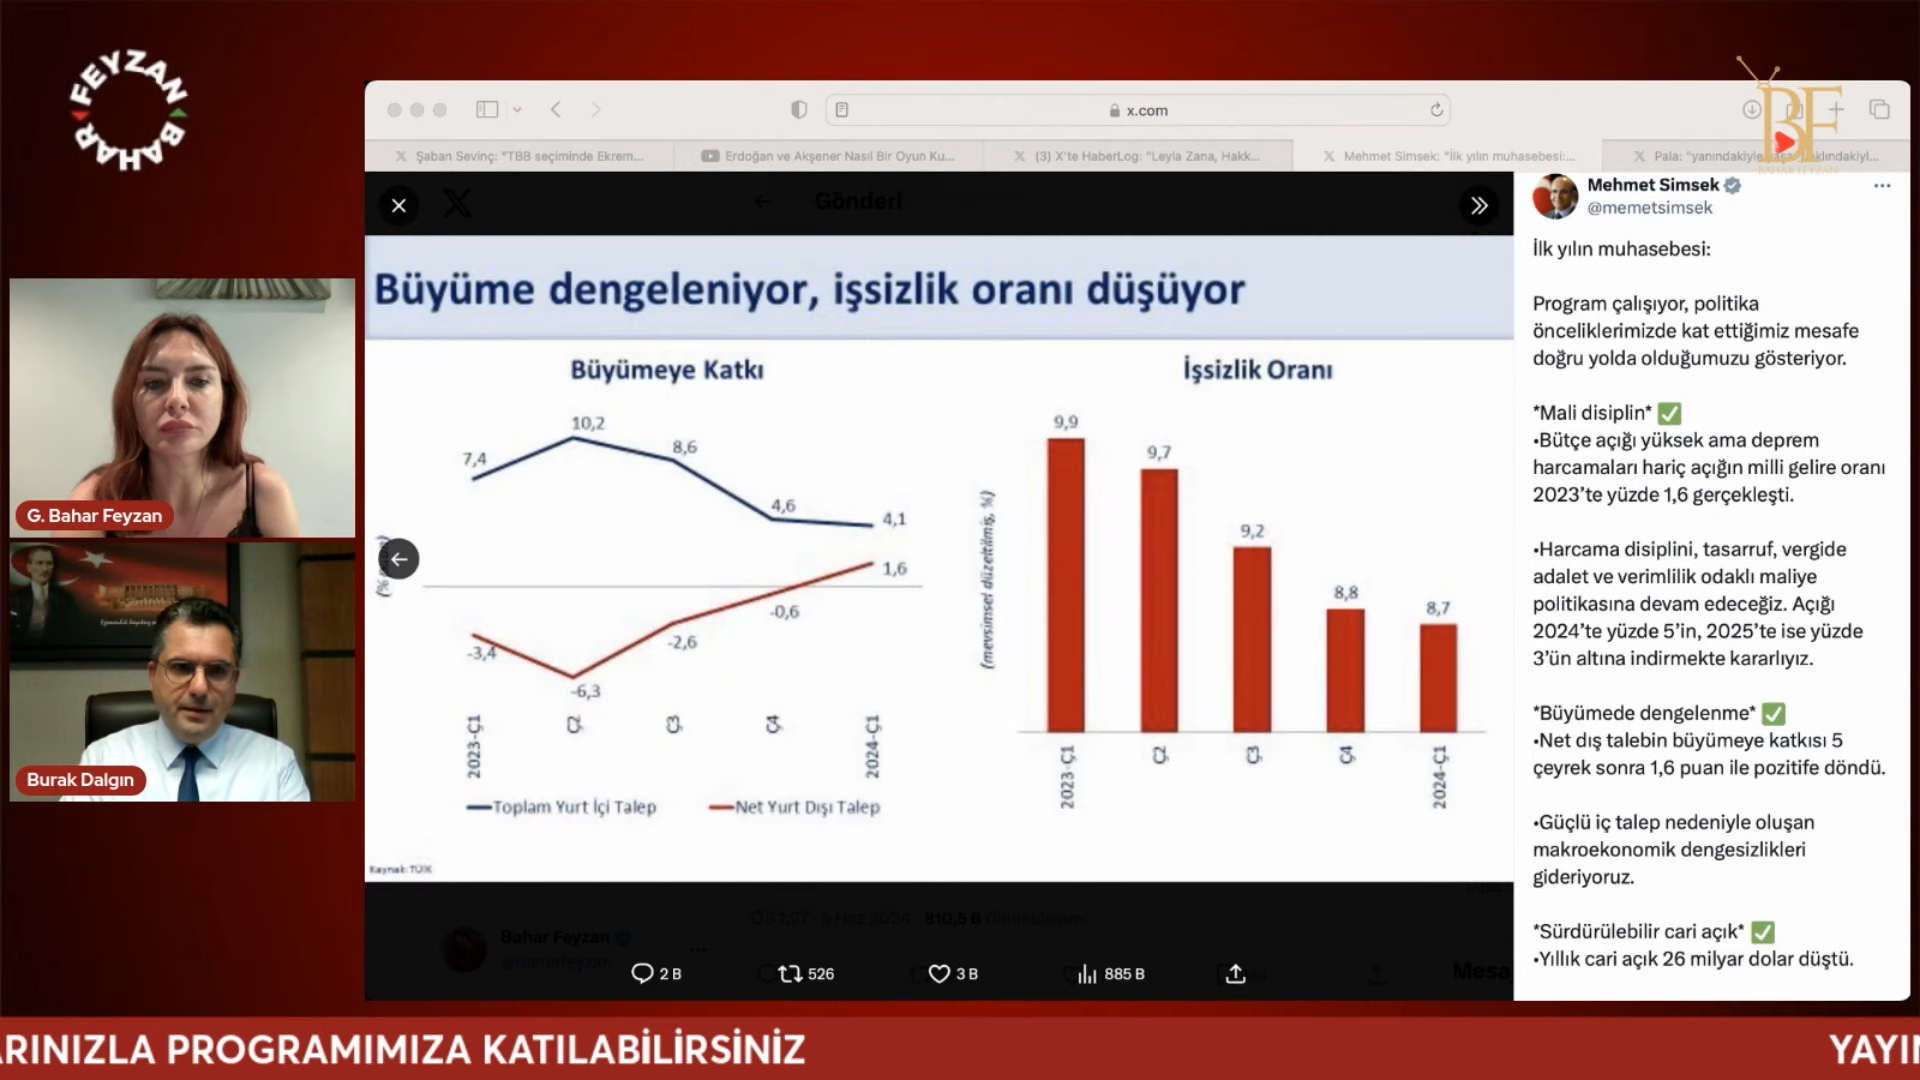 FEYZAN
BAHAR
BF
BAHAR FEYZAN
x.com
Şaban Sevinç: "TBB seçiminde Ekrem...
Erdoğan ve Akşener Nasıl Bir Oyun Ku...
(3) X'te HaberLog: "Leyla Zana, Hakk...
Mehmet Simsek: "İlk yılın muhasebesi:...
Pala: "yanındakiyle
Gönderi
Büyüme dengeleniyor, işsizlik oranı düşüyor
Büyümeye Katkı
7,4
10,2
8,6
4,6
4,1
1,6
-0,6
-2,6
-3,4
-6,3
2023-Ç1
Ç2
Ç3
Ç4
2024-Ç1
Toplam Yurt İçi Talep
Net Yurt Dışı Talep
Kaynak: TÜİK
İşsizlik Oranı
(mevsimsel düzeltilmiş, %)
9,9
9,7
9,2
8,8
8,7
2023-Ç1
Ç2
Ç3
Ç4
2024-Ç1
Bahar Feyzan
@baharfeyzan
2 B
526
3 B
885 B
Mehmet Simsek
@memetsimsek
İlk yılın muhasebesi:
Program çalışıyor, politika
önceliklerimizde kat ettiğimiz mesafe
doğru yolda olduğumuzu gösteriyor.
*Mali disiplin* ✅
•Bütçe açığı yüksek ama deprem
harcamaları hariç açığın milli gelire oranı
2023'te yüzde 1,6 gerçekleşti.
•Harcama disiplini, tasarruf, vergide
adalet ve verimlilik odaklı maliye
politikasına devam edeceğiz. Açığı
2024'te yüzde 5'in, 2025'te ise yüzde
3'ün altına indirmekte kararlıyız.
*Büyümede dengelenme* ✅
•Net dış talebin büyümeye katkısı 5
çeyrek sonra 1,6 puan ile pozitife döndü.
•Güçlü iç talep nedeniyle oluşan
makroekonomik dengesizlikleri
gideriyoruz.
*Sürdürülebilir cari açık* ✅
•Yıllık cari açık 26 milyar dolar düştü.
G. Bahar Feyzan
Burak Dalgın
ARINIZLA PROGRAMIMIZA KATILABİLİRSİNİZ
YAYIN